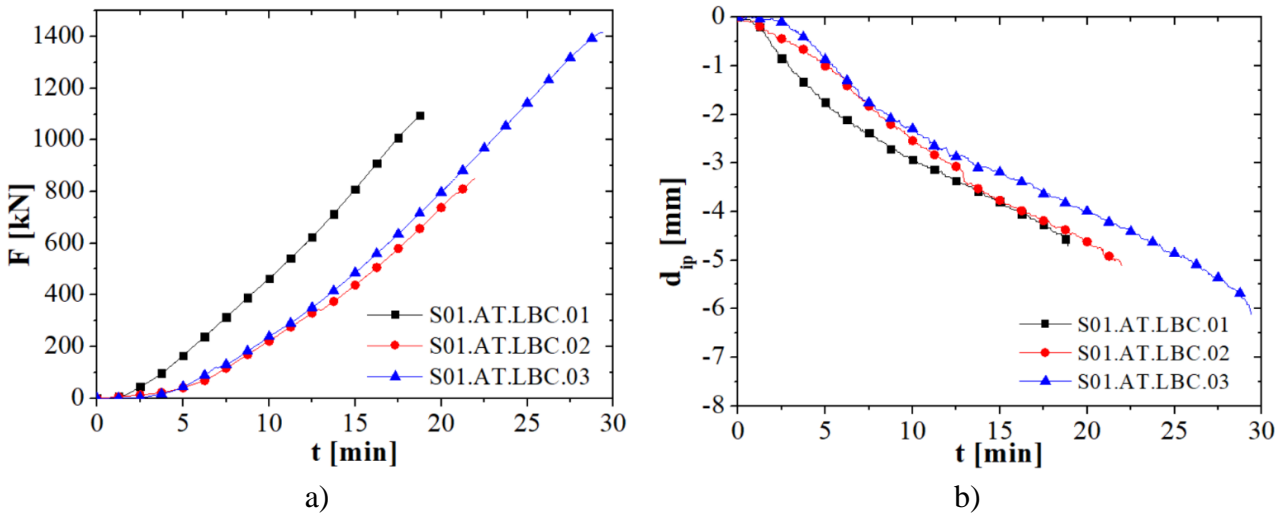 1400
1200
1000
800
600
400
200
0
F [kN]
0 5 10 15 20 25 30
t [min]
S01.AT.LBC.01
S01.AT.LBC.02
S01.AT.LBC.03
a)
0
-1
-2
-3
-4
-5
-6
-7
-8
d_ip [mm]
0 5 10 15 20 25 30
t [min]
S01.AT.LBC.01
S01.AT.LBC.02
S01.AT.LBC.03
b)